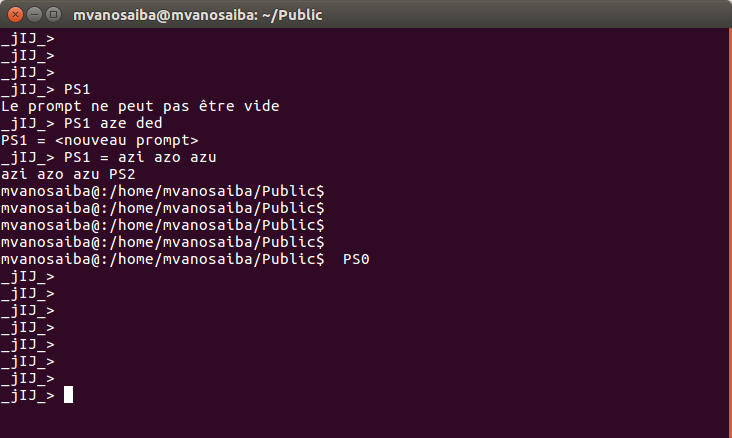 mvanosaiba@mvanosaiba: ~/Public
_jIJ_>
_jIJ_>
_jIJ_>
_jIJ_> PS1
Le prompt ne peut pas être vide
_jIJ_> PS1 aze ded
PS1 = <nouveau prompt>
_jIJ_> PS1 = azi azo azu
azi azo azu PS2
mvanosaiba@:/home/mvanosaiba/Public$
mvanosaiba@:/home/mvanosaiba/Public$
mvanosaiba@:/home/mvanosaiba/Public$
mvanosaiba@:/home/mvanosaiba/Public$
mvanosaiba@:/home/mvanosaiba/Public$  PS0
_jIJ_>
_jIJ_>
_jIJ_>
_jIJ_>
_jIJ_>
_jIJ_>
_jIJ_>
_jIJ_>